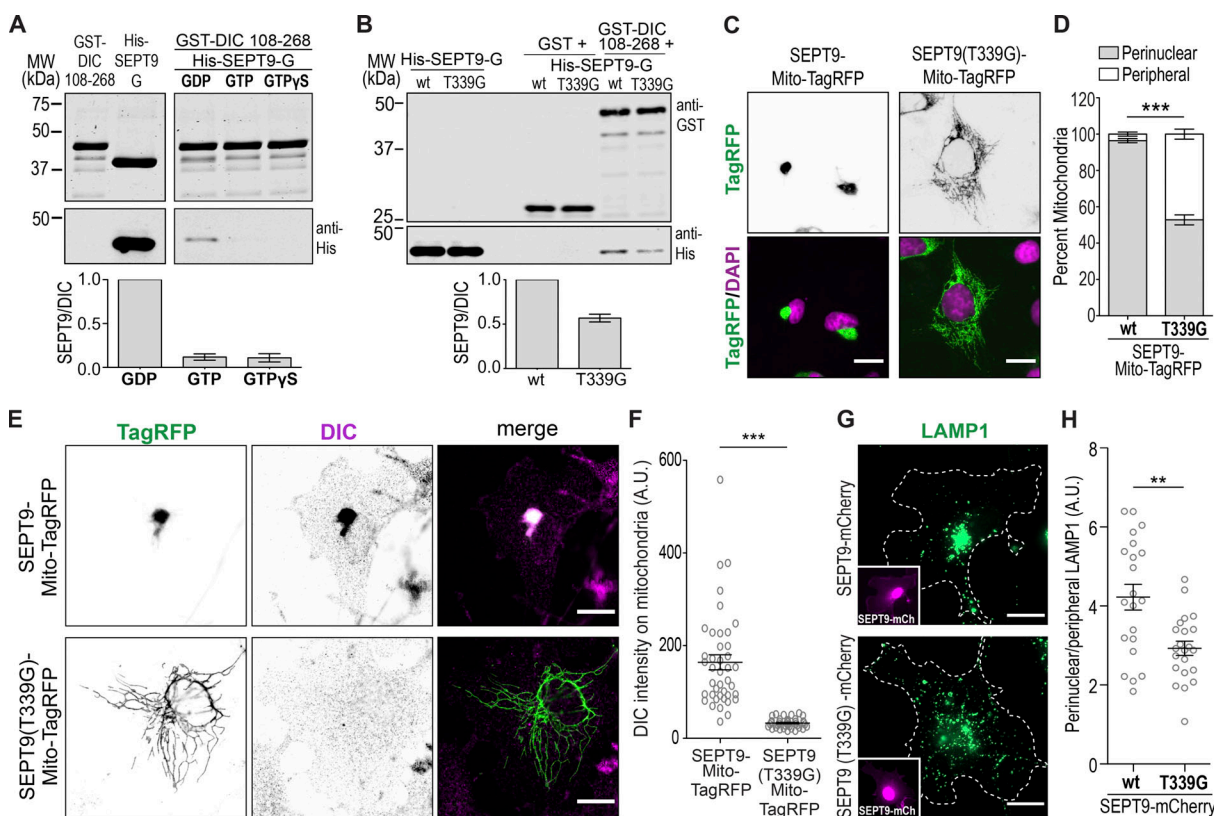 A
MW
(kDa)
GST-
DIC
108-268
His-
SEPT9
G
GST-DIC 108-268
His-SEPT9-G
GDP GTP GTPγS
75
50
37
50
anti-
His
SEPT9/DIC
1.0
0.5
0.0
GDP GTP GTPγS
B
MW
(kDa)
His-SEPT9-G
wt T339G
GST +
GST-DIC
108-268 +
His-SEPT9-G
wt T339G wt T339G
50
37
25
anti-
GST
50
anti-
His
SEPT9/DIC
1.0
0.5
0.0
wt T339G
C
SEPT9-
Mito-TagRFP
SEPT9(T339G)-
Mito-TagRFP
TagRFP
TagRFP/DAPI
D
Perinuclear
Peripheral
Percent Mitochondria
120
100
80
60
40
20
0
***
wt T339G
SEPT9-
Mito-TagRFP
E
TagRFP DIC merge
SEPT9-
Mito-TagRFP
SEPT9(T339G)-
Mito-TagRFP
F
DIC intensity on mitochondria (A.U.)
600
400
200
0
***
SEPT9-
Mito-
TagRFP
SEPT9
(T339G)
Mito-
TagRFP
G
LAMP1
SEPT9-mCherry
SEPT9-mCh
SEPT9 (T339G) -mCherry
SEPT9-mCh
H
Perinuclear/peripheral LAMP1 (A.U.)
8
6
4
2
0
**
wt T339G
SEPT9-mCherry